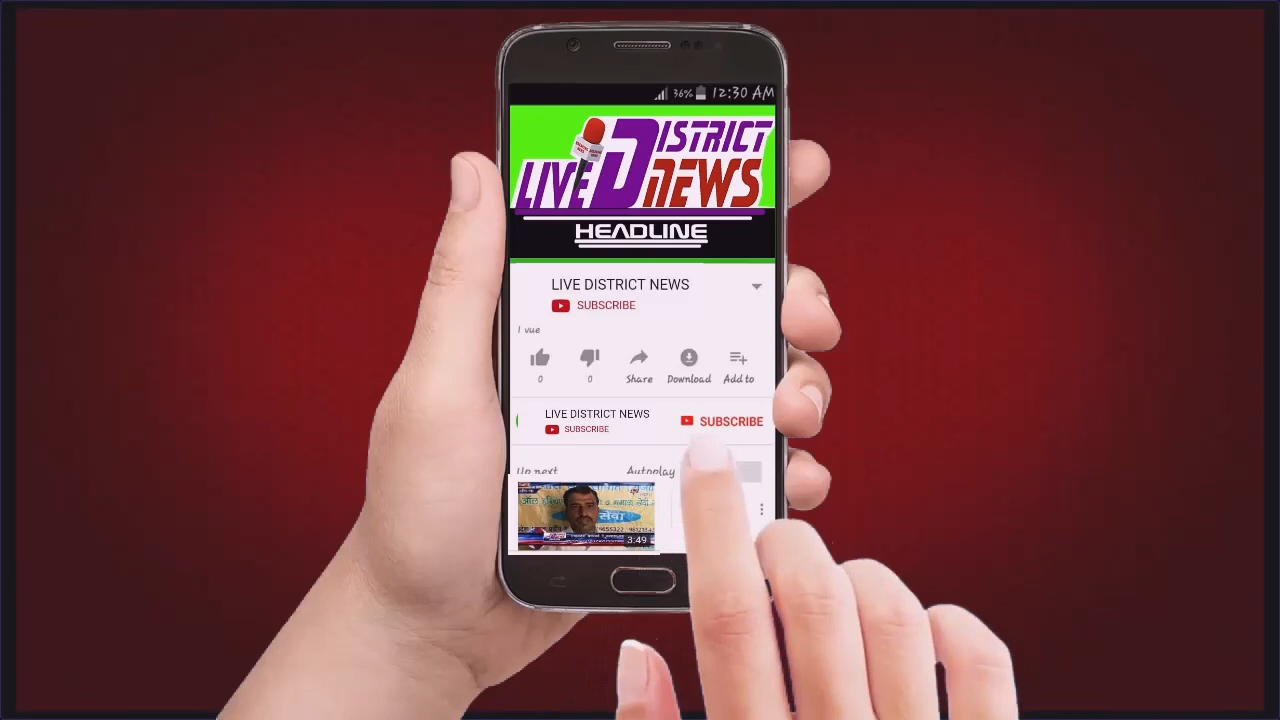 36% 12:30 AM
LIVE DISTRICT NEWS
HEADLINE
LIVE DISTRICT NEWS
SUBSCRIBE
1 vue
0 0 Share Download Add to
LIVE DISTRICT NEWS
SUBSCRIBE
SUBSCRIBE
Up next Autoplay
3:49